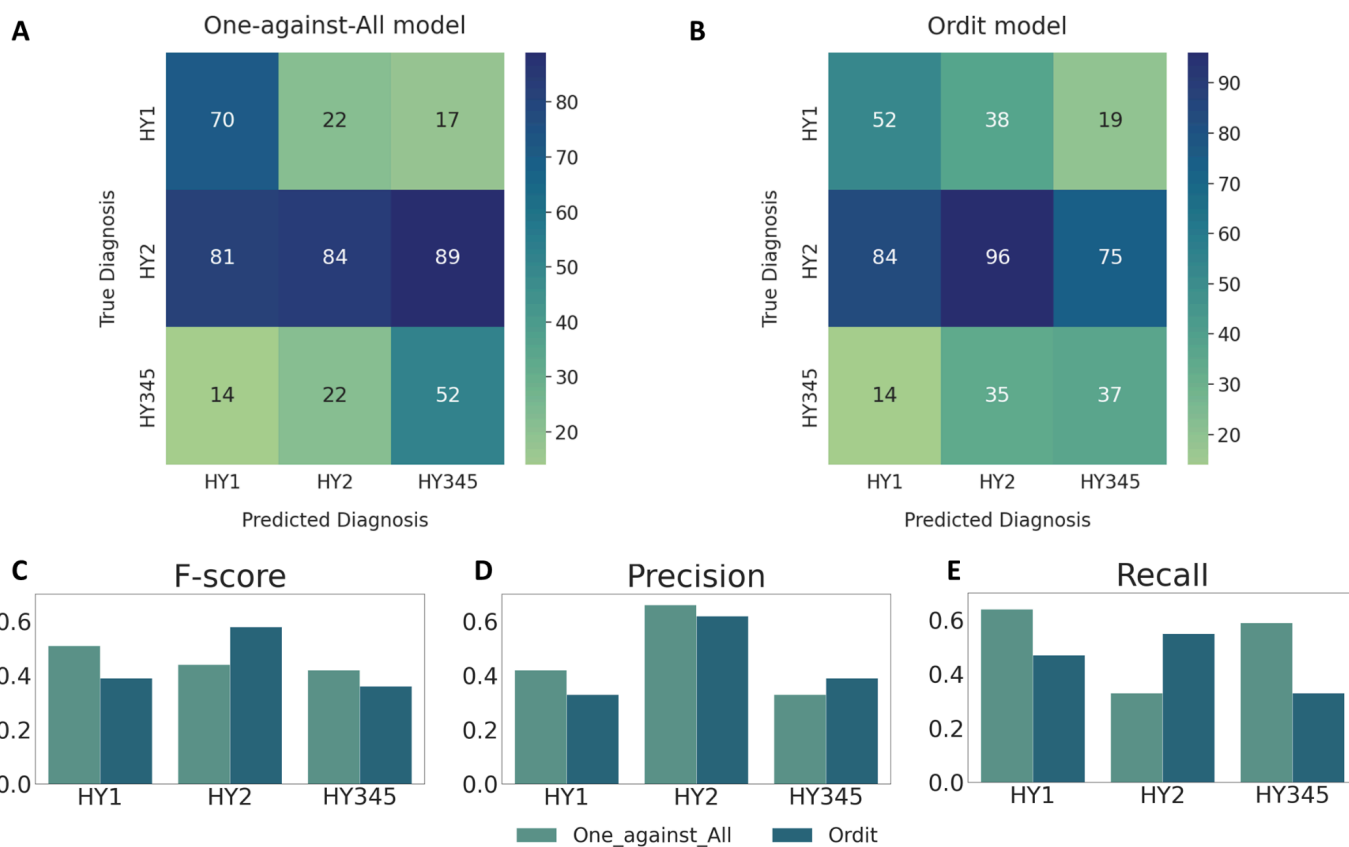 A
One-against-All model
HY1
70 22 17
80
70
60
50
40
30
20
True Diagnosis
HY2
81 84 89
HY345
14 22 52
HY1 HY2 HY345
Predicted Diagnosis
B
Ordit model
HY1
52 38 19
90
80
70
60
50
40
30
20
True Diagnosis
HY2
84 96 75
HY345
14 35 37
HY1 HY2 HY345
Predicted Diagnosis
C
F-score
0.6
0.4
0.2
0.0
HY1 HY2 HY345
D
Precision
0.6
0.4
0.2
0.0
HY1 HY2 HY345
E
Recall
0.6
0.4
0.2
0.0
HY1 HY2 HY345
One_against_All Ordit